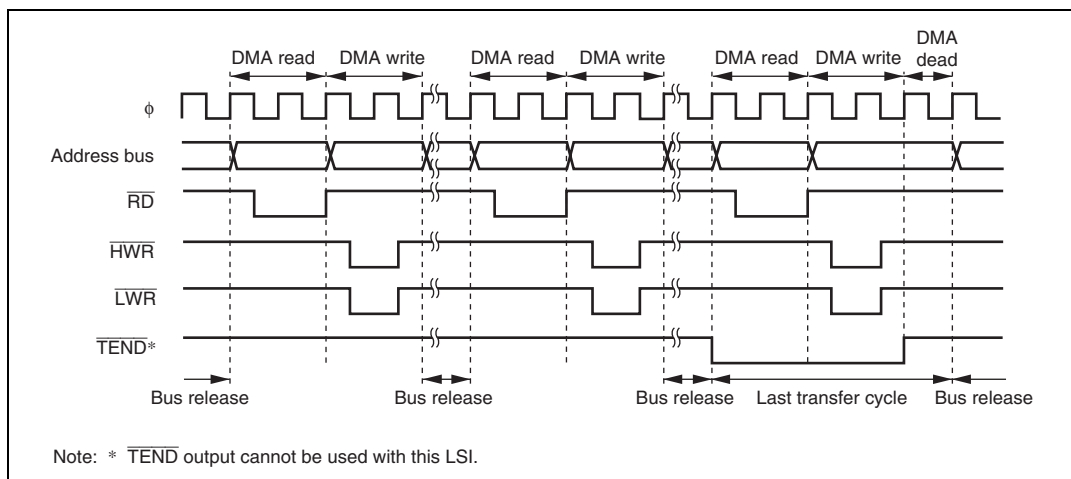 DMA
DMA read DMA write DMA read DMA write DMA read DMA write dead
ϕ
Address bus
RD
HWR
LWR
TEND*
Bus release Bus release Bus release Last transfer cycle Bus release
Note: * TEND output cannot be used with this LSI.